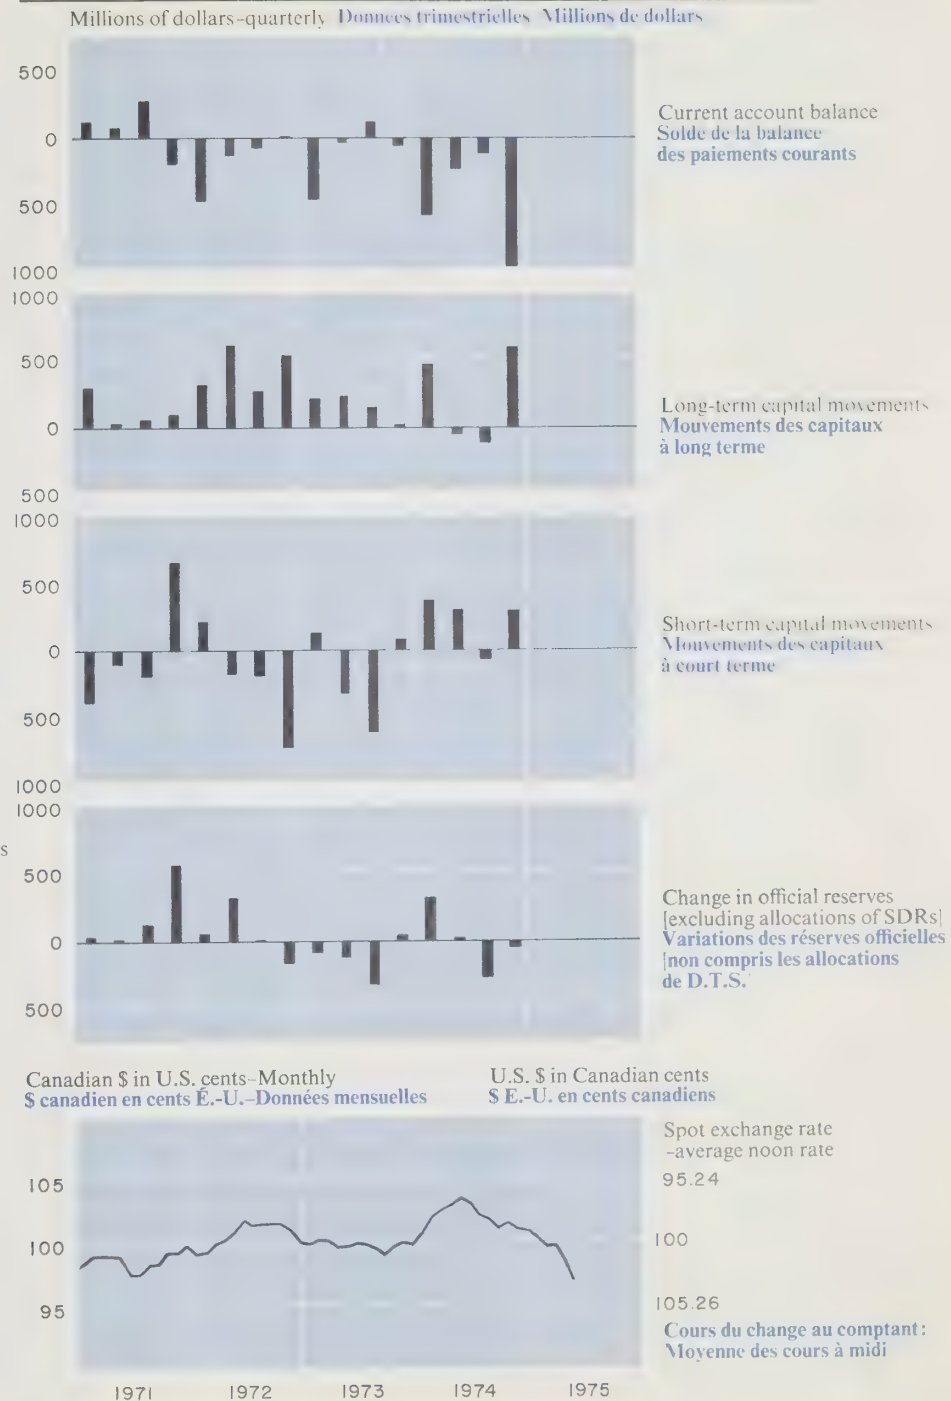 Millions of dollars-quarterly Données trimestrielles Millions de dollars
500
0
500
1000
Current account balance
Solde de la balance
des paiements courants
1000
500
0
500
Long-term capital movements
Mouvements des capitaux
à long terme
1000
500
0
500
1000
Short-term capital movements
Mouvements des capitaux
à court terme
1000
s
500
0
500
Change in official reserves
[excluding allocations of SDRs]
Variations des réserves officielles
[non compris les allocations
de D.T.S.
Canadian $ in U.S. cents-Monthly
$ canadien en cents É.-U.-Données mensuelles
U.S. $ in Canadian cents
$ E.-U. en cents canadiens
105
100
95
Spot exchange rate
-average noon rate
95.24
100
105.26
Cours du change au comptant:
Moyenne des cours à midi
1971 1972 1973 1974 1975